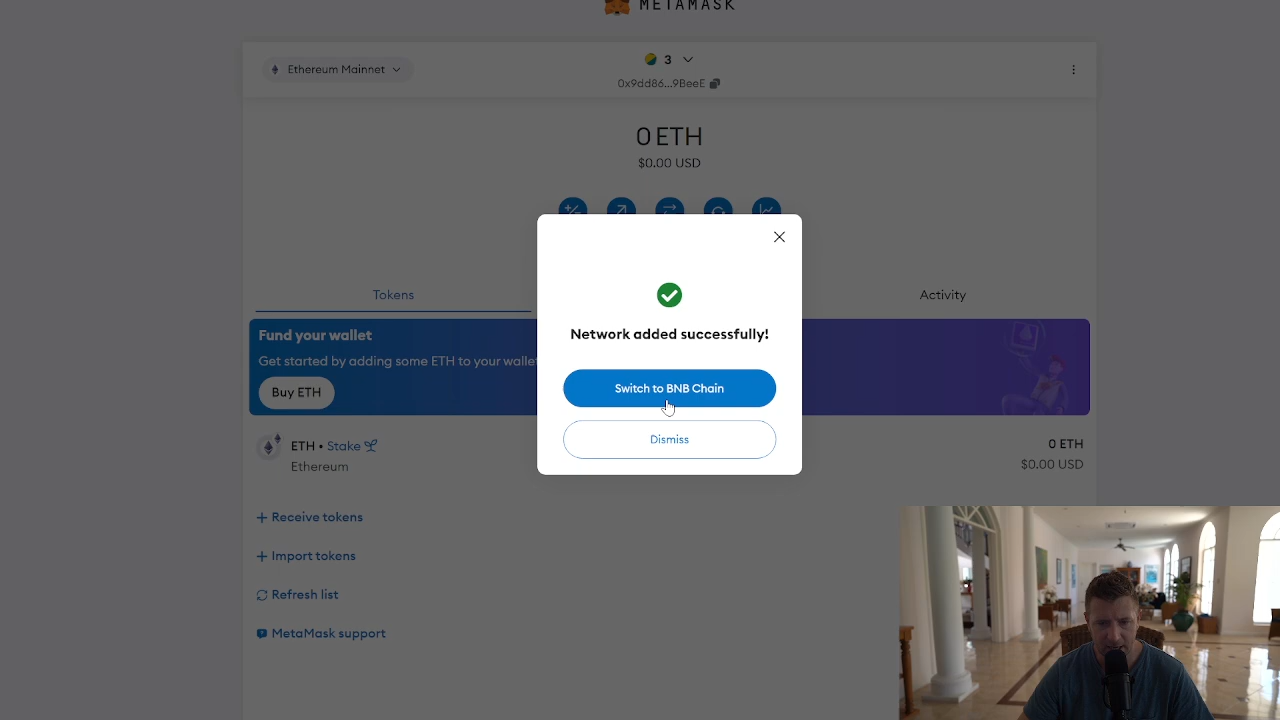 METAMASK
Ethereum Mainnet
3
0x9dd86...9BeeE
0 ETH
$0.00 USD
Tokens
Activity
Fund your wallet
Get started by adding some ETH to your wallet
Buy ETH
Network added successfully!
Switch to BNB Chain
Dismiss
ETH • Stake
0 ETH
Ethereum
$0.00 USD
+ Receive tokens
+ Import tokens
Refresh list
MetaMask support